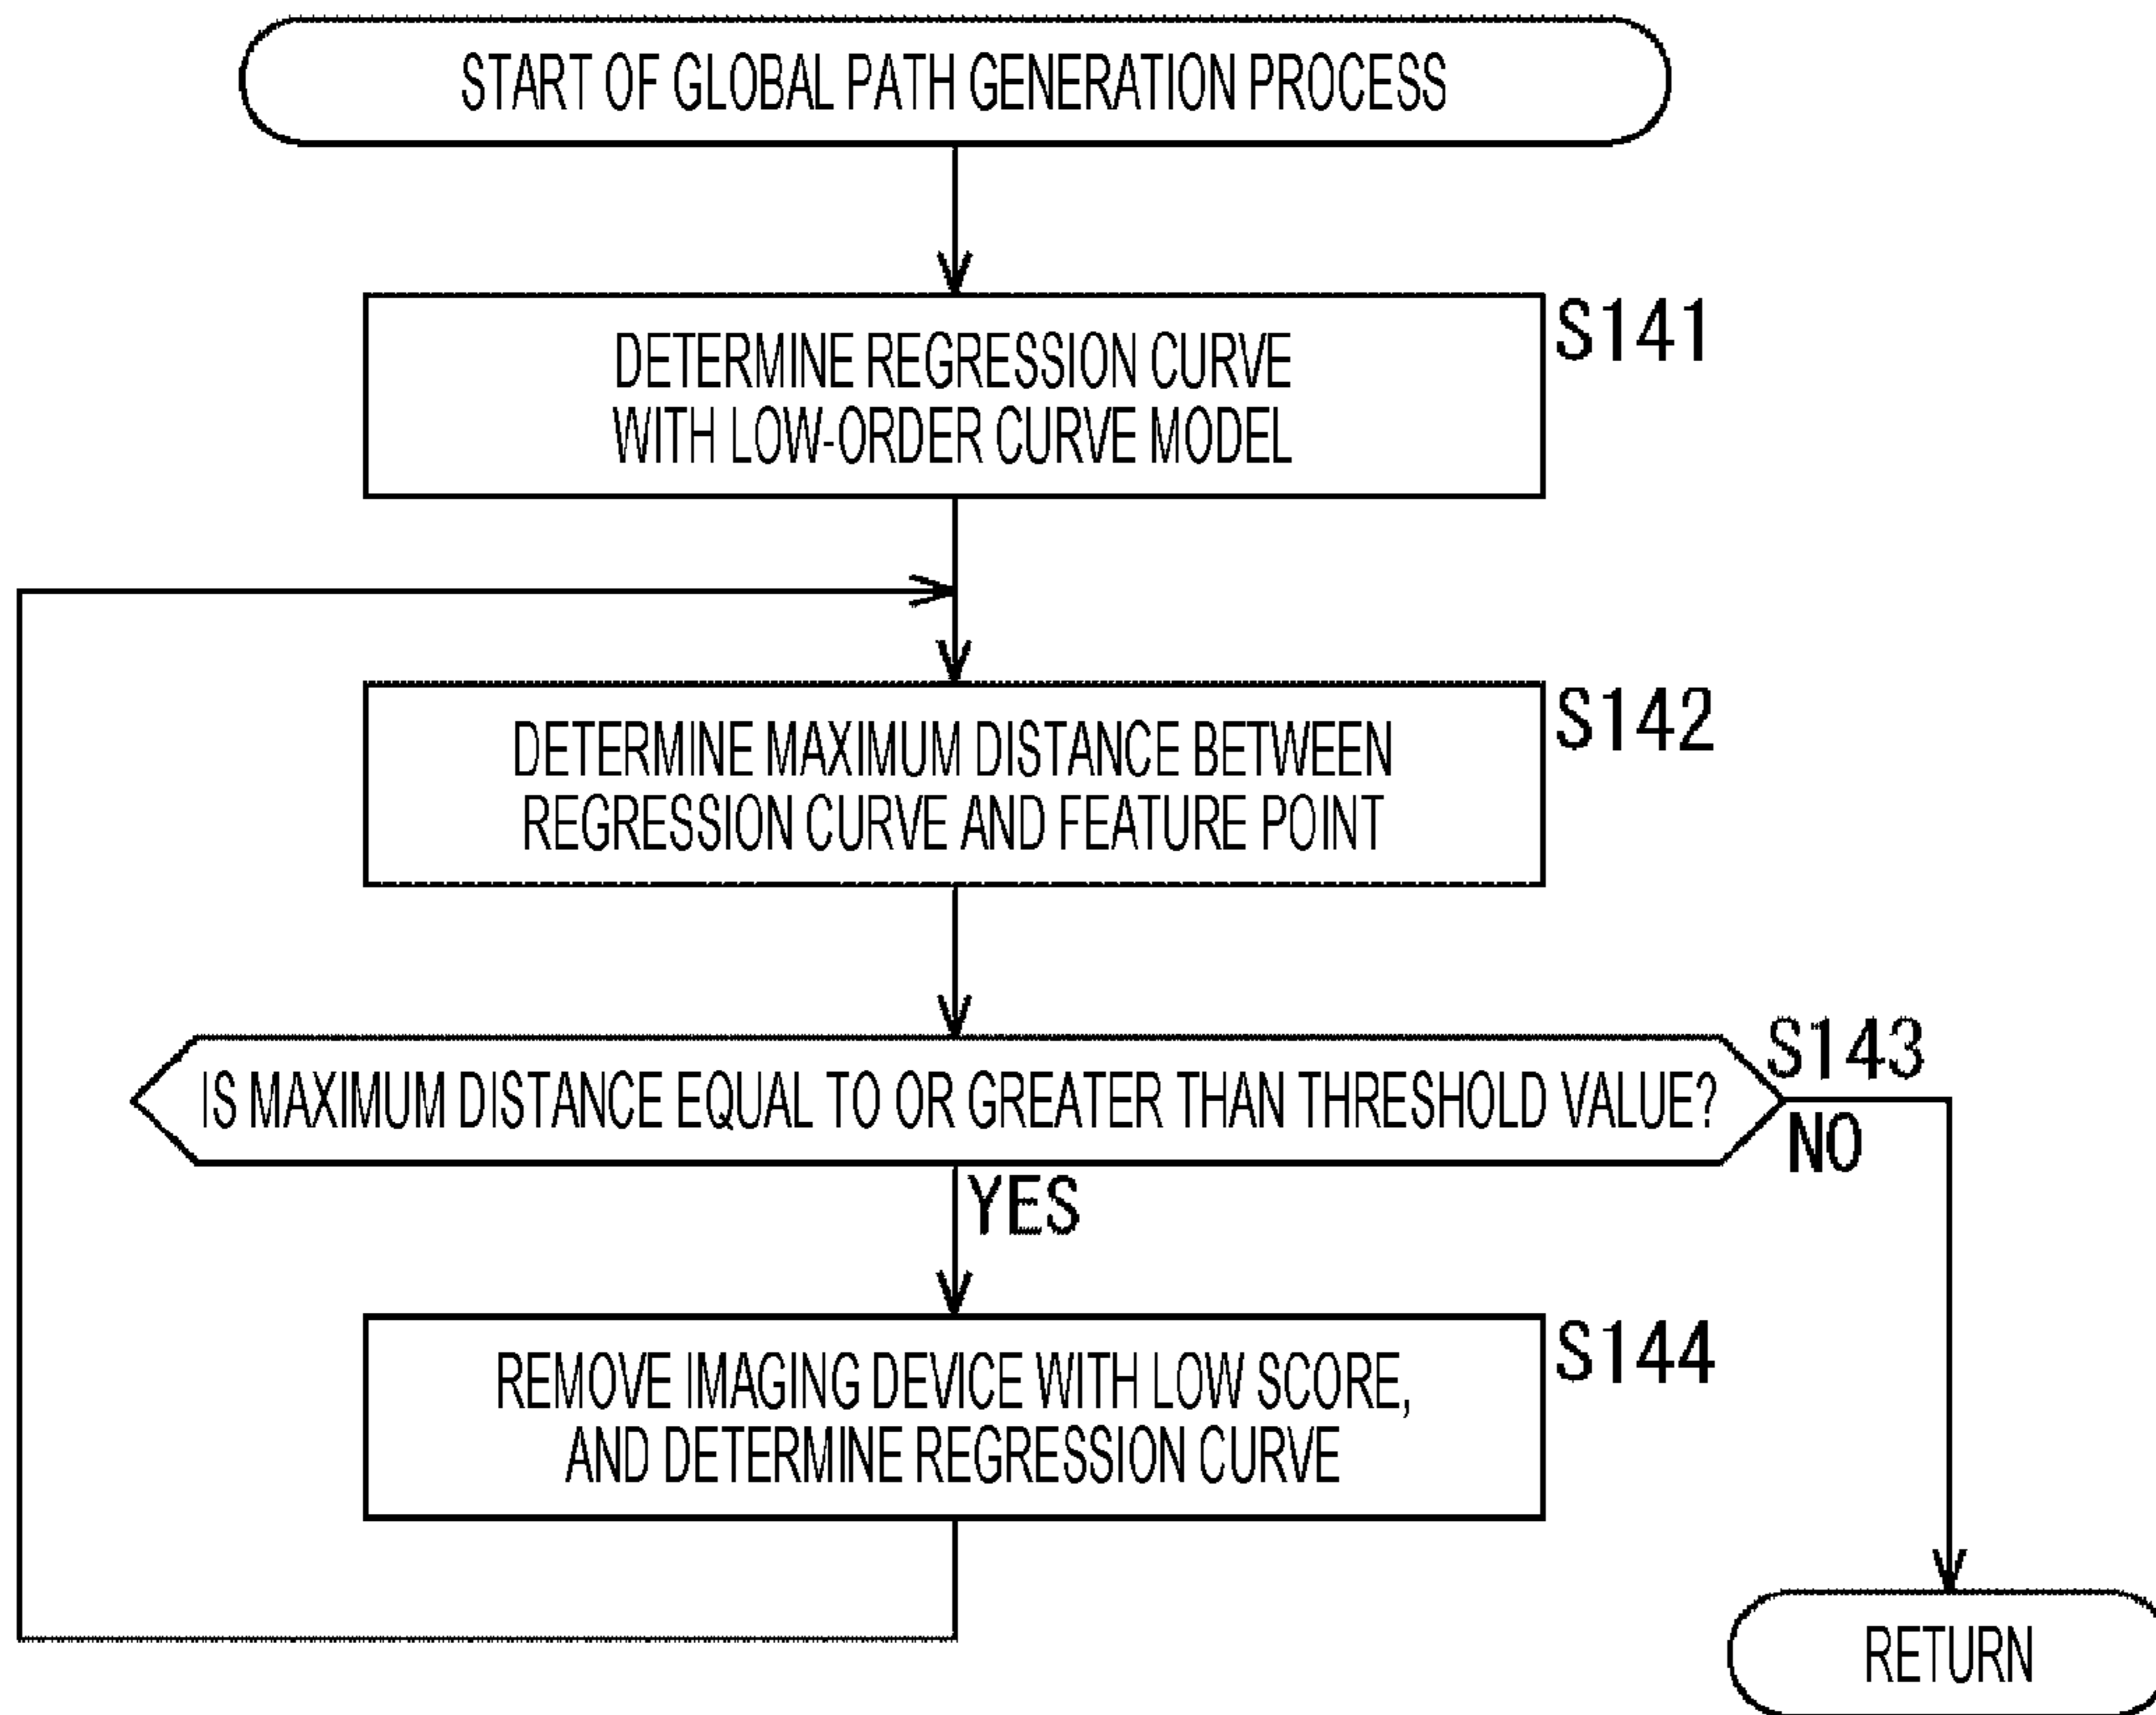 START OF GLOBAL PATH GENERATION PROCESS
DETERMINE REGRESSION CURVE
WITH LOW-ORDER CURVE MODEL
S141
DETERMINE MAXIMUM DISTANCE BETWEEN
REGRESSION CURVE AND FEATURE POINT
S142
IS MAXIMUM DISTANCE EQUAL TO OR GREATER THAN THRESHOLD VALUE?
S143
NO
YES
REMOVE IMAGING DEVICE WITH LOW SCORE,
AND DETERMINE REGRESSION CURVE
S144
RETURN